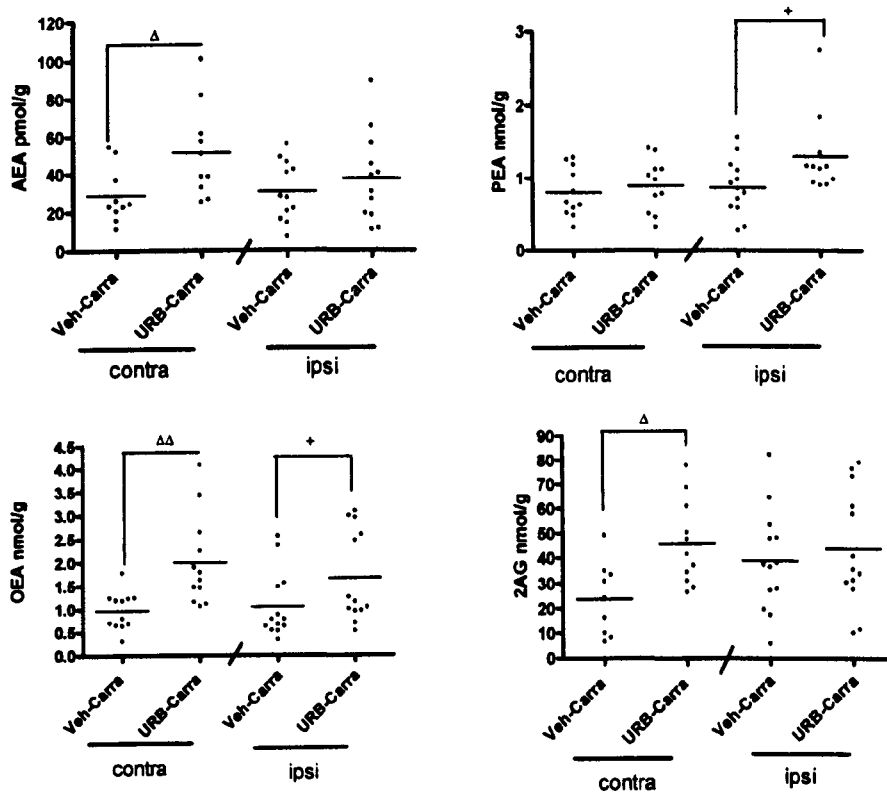 AEA pmol/g
120
100
80
60
40
20
0
Δ
Veh-Carra
URB-Carra
Veh-Carra
URB-Carra
contra
ipsi
PEA nmol/g
3
2
1
0
+
Veh-Carra
URB-Carra
Veh-Carra
URB-Carra
contra
ipsi
OEA nmol/g
4.5
4.0
3.5
3.0
2.5
2.0
1.5
1.0
0.5
0.0
ΔΔ
+
Veh-Carra
URB-Carra
Veh-Carra
URB-Carra
contra
ipsi
2AG nmol/g
90
80
70
60
50
40
30
20
10
0
Δ
Veh-Carra
URB-Carra
Veh-Carra
URB-Carra
contra
ipsi